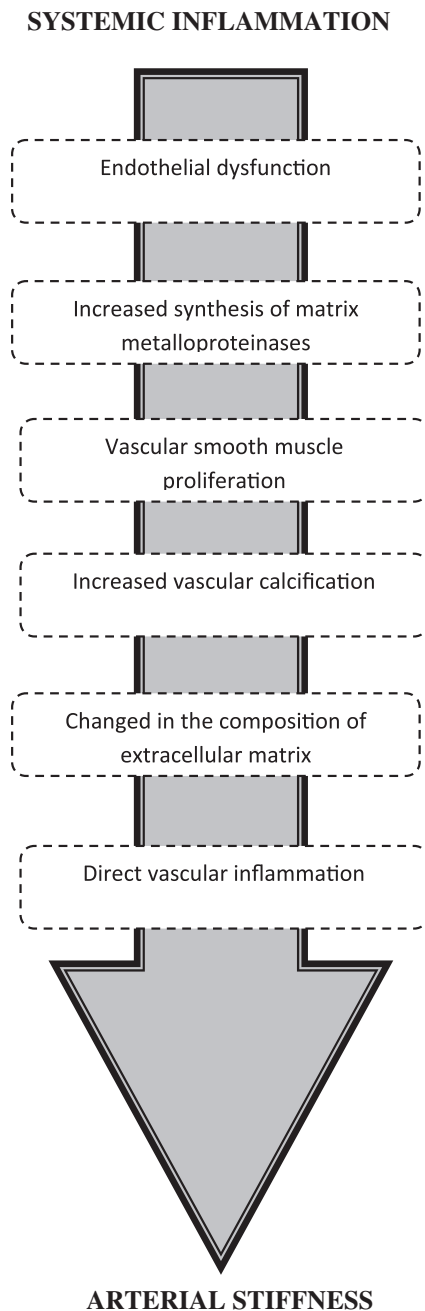 SYSTEMIC INFLAMMATION
Endothelial dysfunction
Increased synthesis of matrix
metalloproteinases
Vascular smooth muscle
proliferation
Increased vascular calcification
Changed in the composition of
extracellular matrix
Direct vascular inflammation
ARTERIAL STIFFNESS